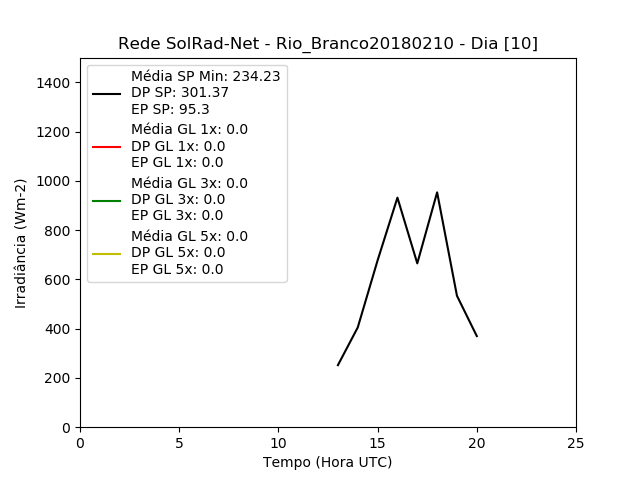 Rede SolRad-Net - Rio_Branco20180210 - Dia [10]
Média SP Min: 234.23
DP SP: 301.37
EP SP: 95.3
Média GL 1x: 0.0
DP GL 1x: 0.0
EP GL 1x: 0.0
Média GL 3x: 0.0
DP GL 3x: 0.0
EP GL 3x: 0.0
Média GL 5x: 0.0
DP GL 5x: 0.0
EP GL 5x: 0.0
Irradiância (Wm-2)
1400
1200
1000
800
600
400
200
0
0 5 10 15 20 25
Tempo (Hora UTC)